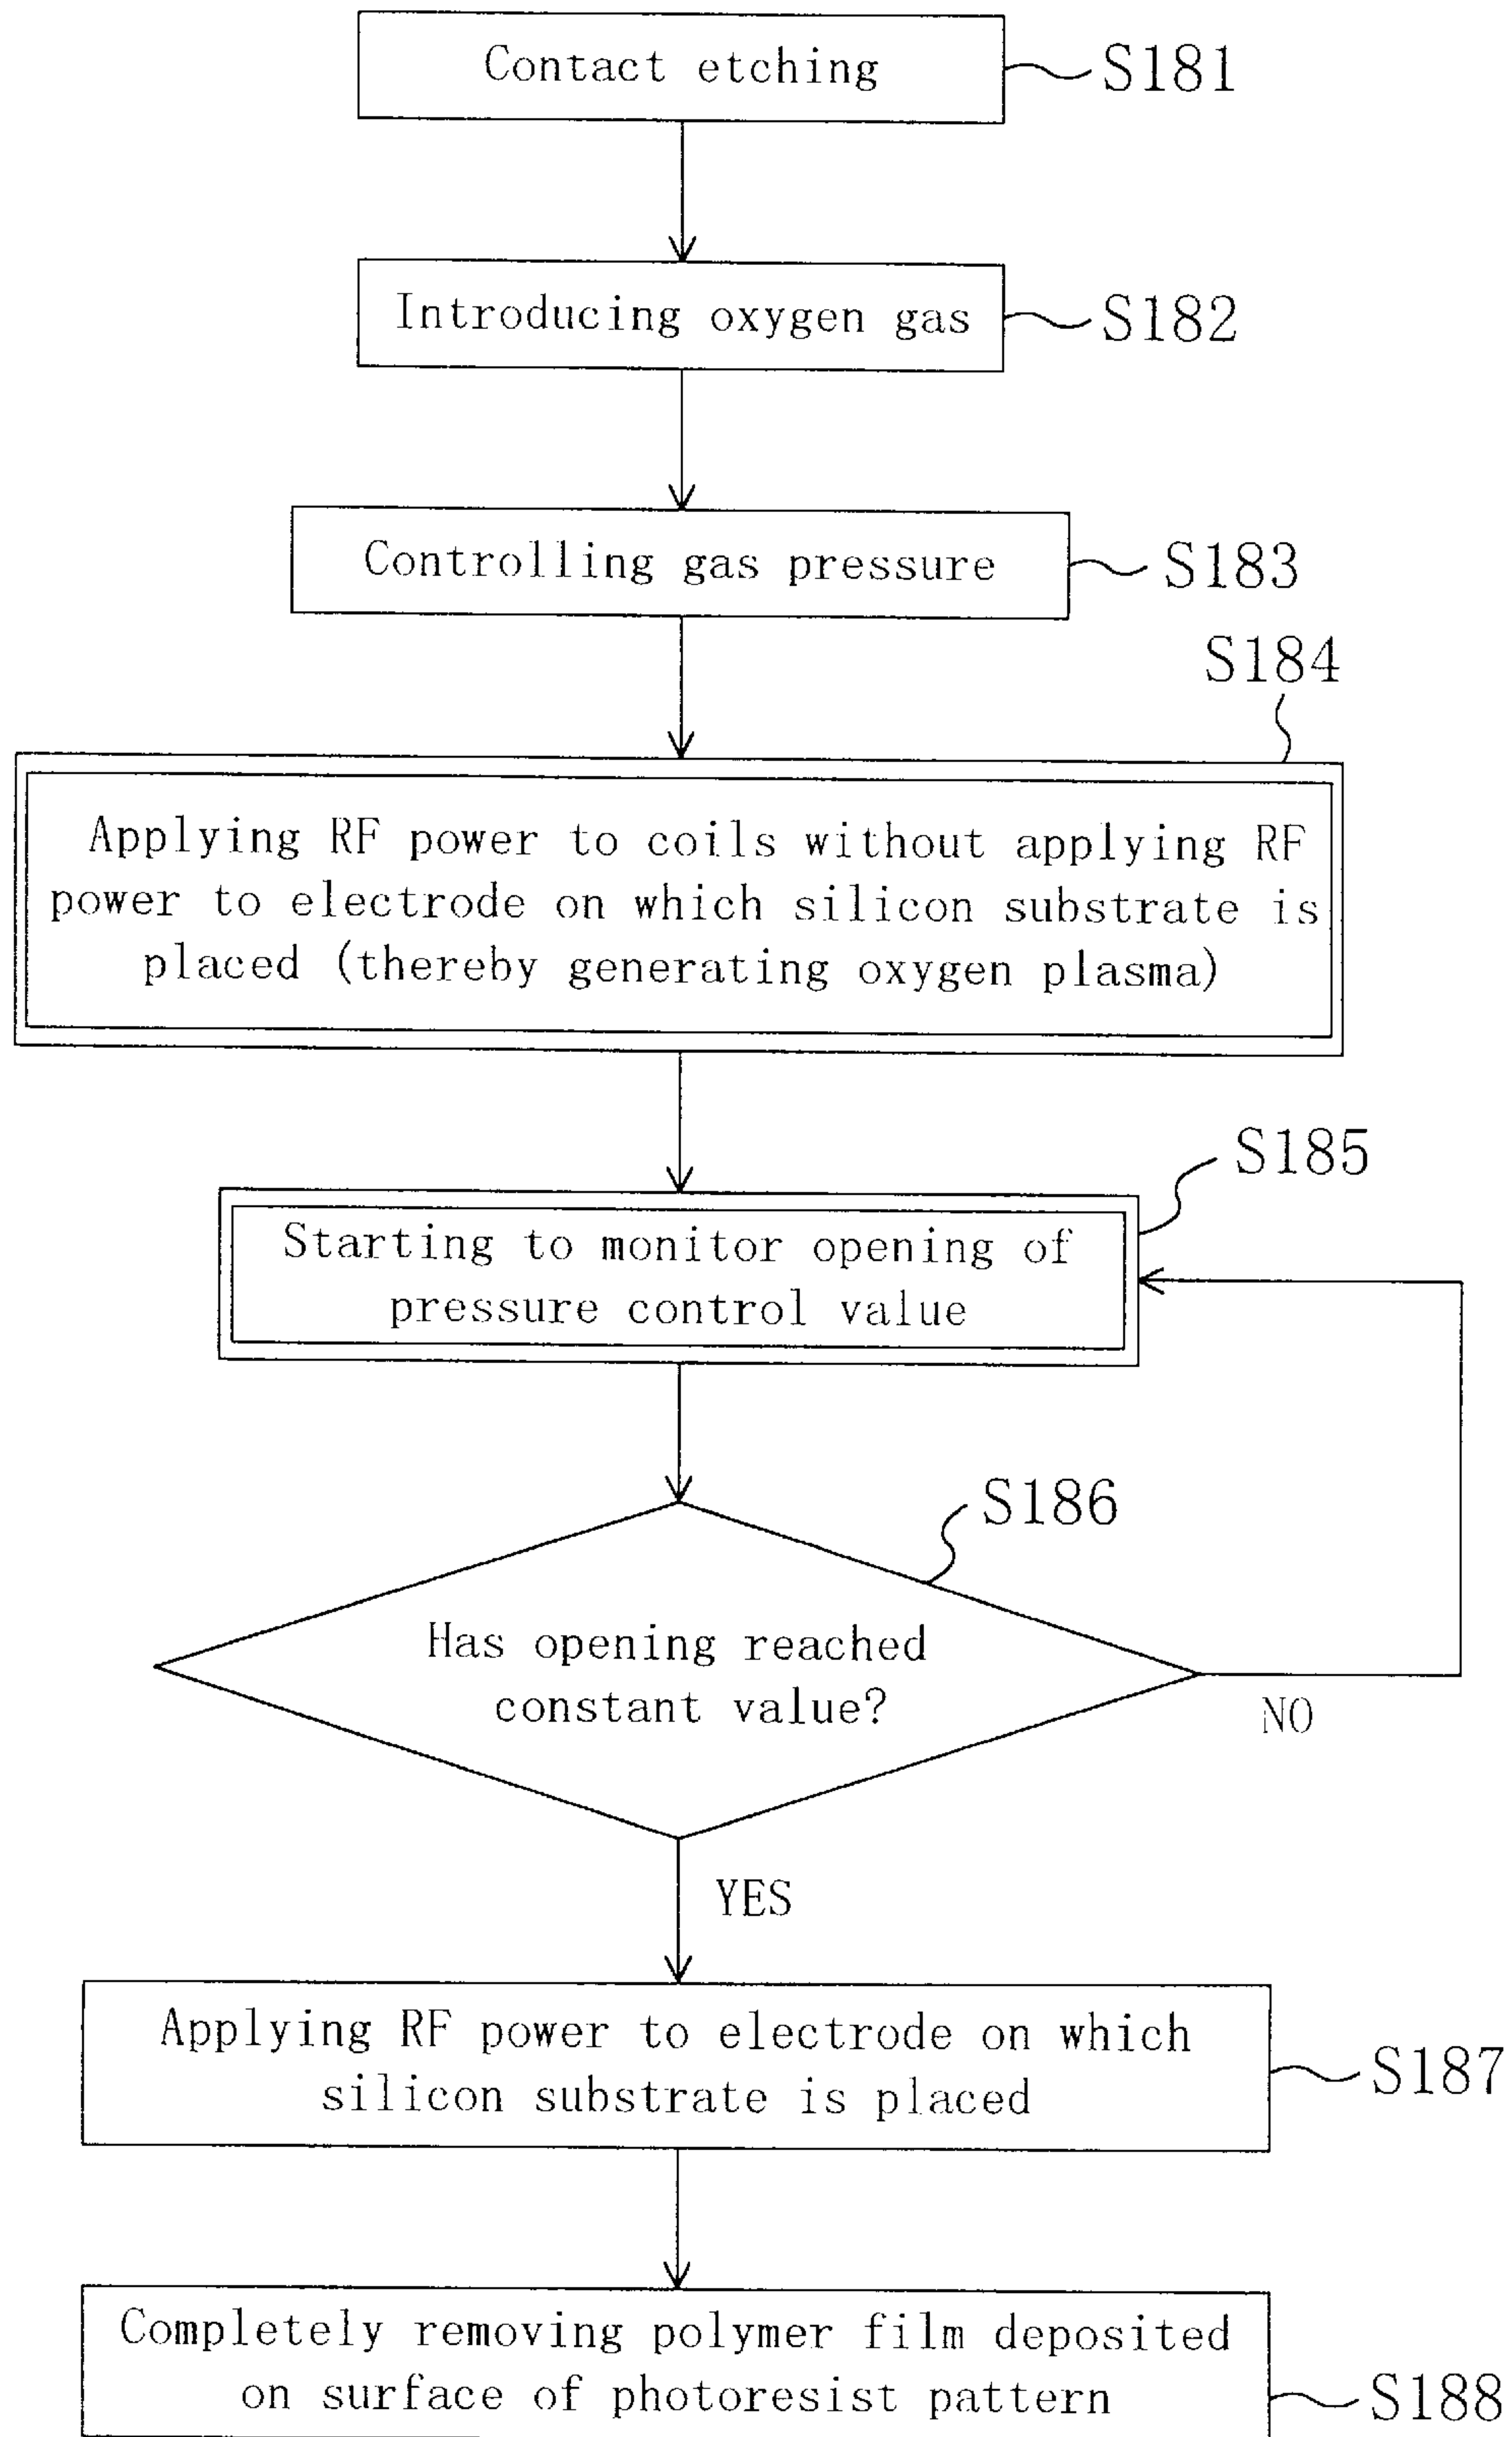 Contact etching
S181
Introducing oxygen gas
S182
Controlling gas pressure
S183
S184
Applying RF power to coils without applying RF
power to electrode on which silicon substrate is
placed (thereby generating oxygen plasma)
S185
Starting to monitor opening of
pressure control value
S186
Has opening reached
constant value?
NO
YES
Applying RF power to electrode on which
silicon substrate is placed
S187
Completely removing polymer film deposited
on surface of photoresist pattern
S188